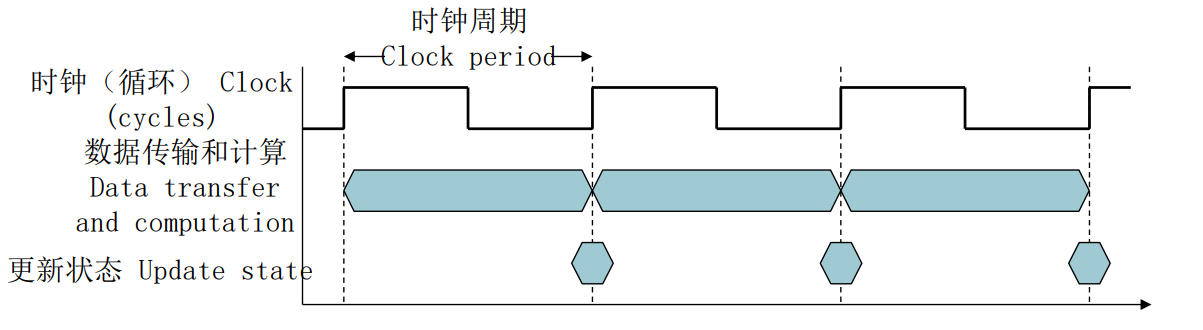 时钟周期
Clock period
时钟（循环） Clock
(cycles)
数据传输和计算
Data transfer
and computation
更新状态 Update state